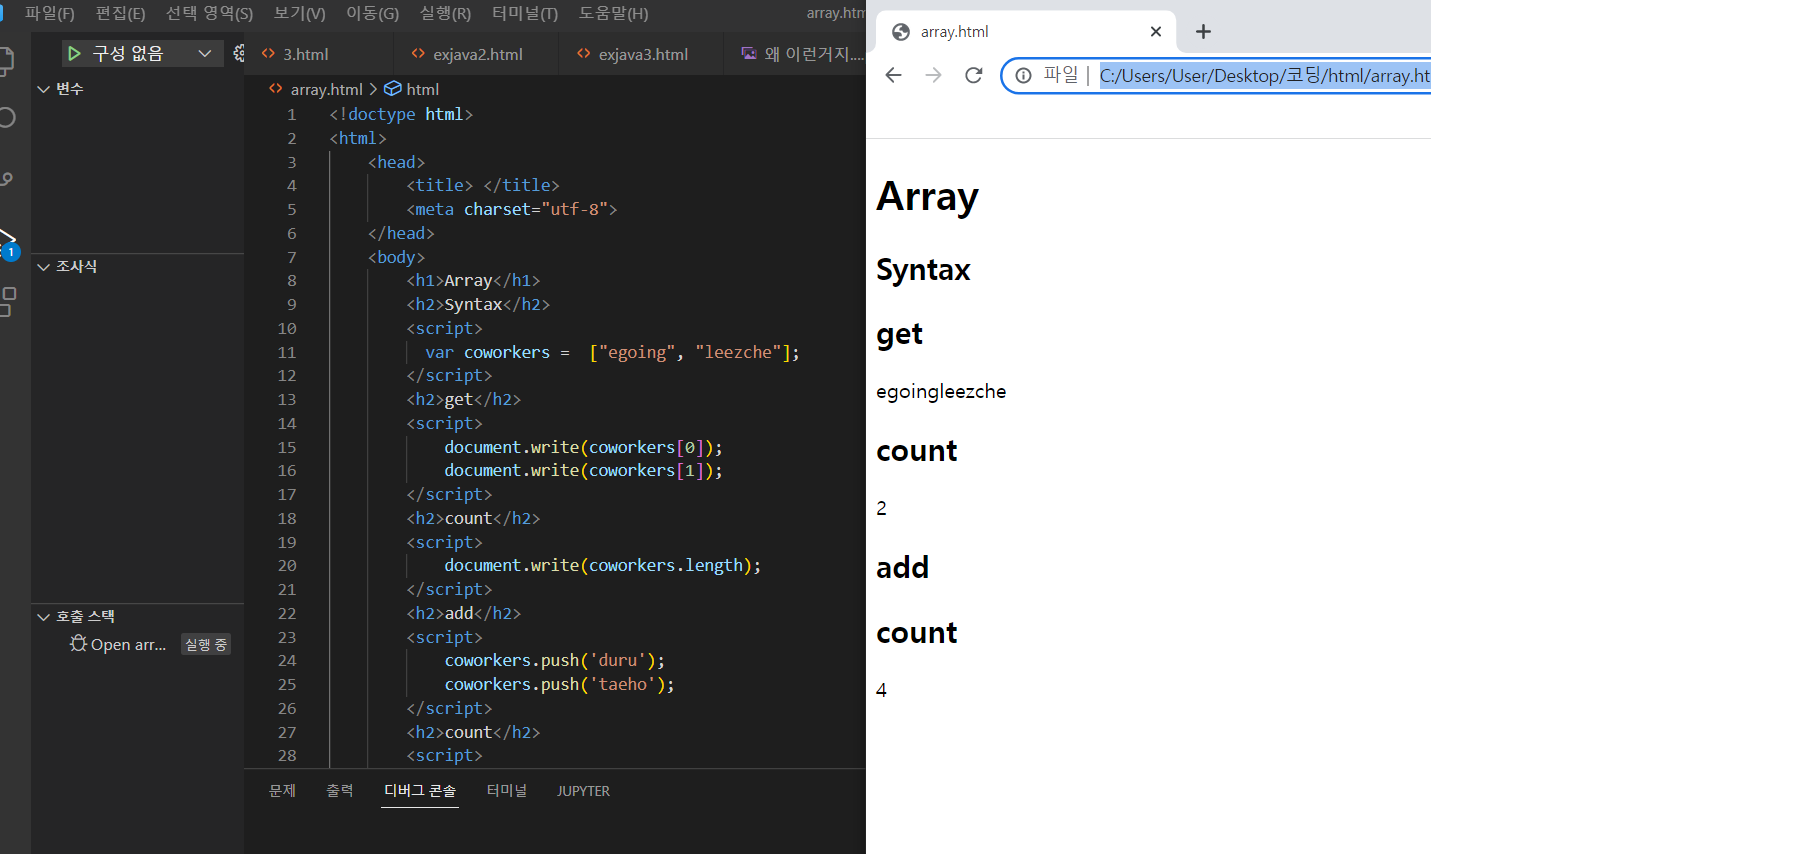 파일(F) 편집(E) 선택 영역(S) 보기(V) 이동(G) 실행(R) 터미널(T) 도움말(H) array.htm
구성 없음
3.html exjava2.html exjava3.html 왜 이런거지....
변수
array.html > html
1 <!doctype html>
2 <html>
3 <head>
4 <title> </title>
5 <meta charset="utf-8">
6 </head>
7 <body>
8 <h1>Array</h1>
9 <h2>Syntax</h2>
10 <script>
11 var coworkers = ["egoing", "leezche"];
12 </script>
13 <h2>get</h2>
14 <script>
15 document.write(coworkers[0]);
16 document.write(coworkers[1]);
17 </script>
18 <h2>count</h2>
19 <script>
20 document.write(coworkers.length);
21 </script>
22 <h2>add</h2>
23 <script>
24 coworkers.push('duru');
25 coworkers.push('taeho');
26 </script>
27 <h2>count</h2>
28 <script>
1
조사식
호출 스택
Open arr... 실행 중
문제 출력 디버그 콘솔 터미널 JUPYTER
array.html
파일 | C:/Users/User/Desktop/코딩/html/array.ht
Array
Syntax
get
egoingleezche
count
2
add
count
4